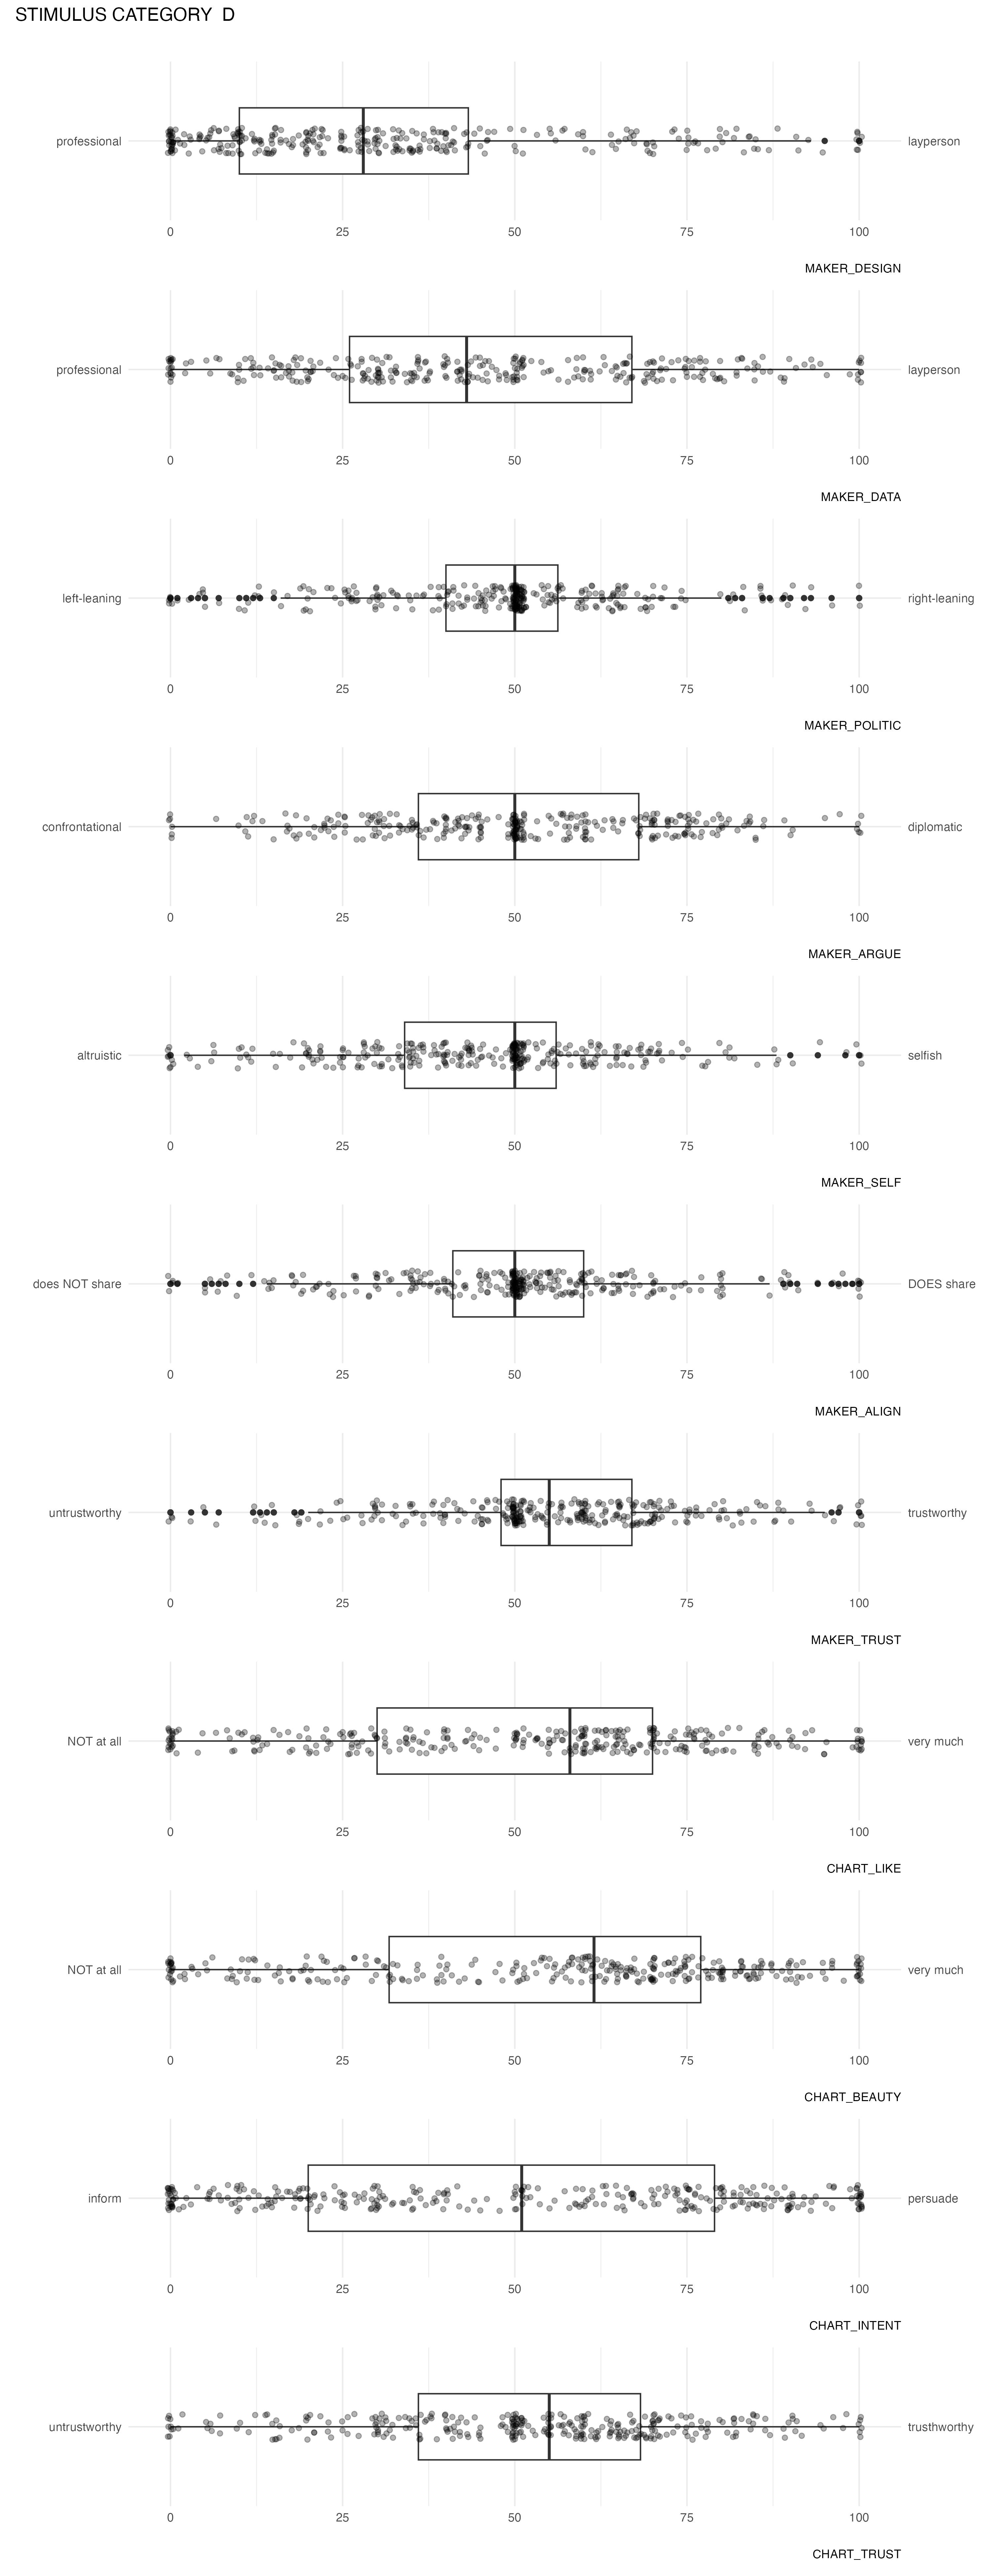 STIMULUS CATEGORY  D
professional layperson
0 25 50 75 100
MAKER_DESIGN
professional layperson
0 25 50 75 100
MAKER_DATA
left-leaning right-leaning
0 25 50 75 100
MAKER_POLITIC
confrontational diplomatic
0 25 50 75 100
MAKER_ARGUE
altruistic selfish
0 25 50 75 100
MAKER_SELF
does NOT share DOES share
0 25 50 75 100
MAKER_ALIGN
untrustworthy trustworthy
0 25 50 75 100
MAKER_TRUST
NOT at all very much
0 25 50 75 100
CHART_LIKE
NOT at all very much
0 25 50 75 100
CHART_BEAUTY
inform persuade
0 25 50 75 100
CHART_INTENT
untrustworthy trusthworthy
0 25 50 75 100
CHART_TRUST